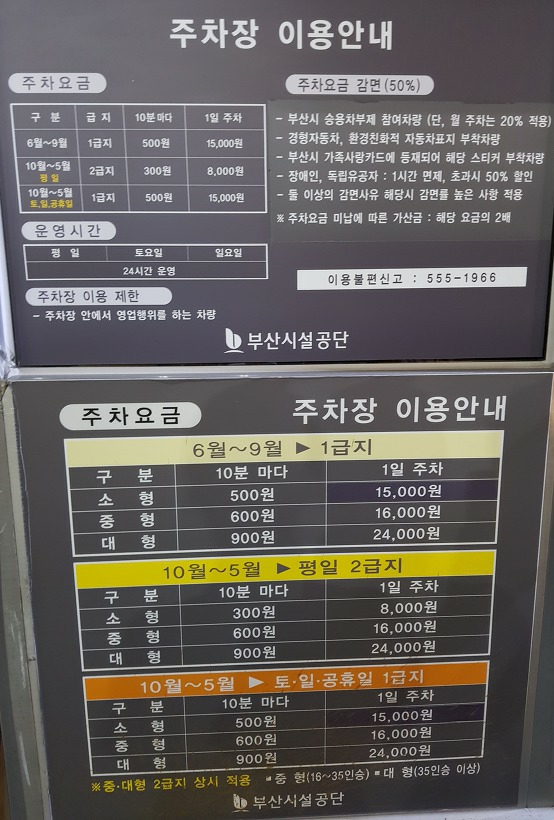 주차장 이용안내
주차요금
구 분 급 지 10분마다 1일 주차
6월~9월 1급지 500원 15,000원
10월~5월 평 일 2급지 300원 8,000원
10월~5월 토,일,공휴일 1급지 500원 15,000원
운영시간
평 일 토요일 일요일
24시간 운영
주차장 이용 제한
- 주차장 안에서 영업행위를 하는 차량
주차요금 감면(50%)
- 부산시 승용차부제 참여차량 (단, 월 주차는 20% 적용)
- 경형자동차, 환경친화적 자동차표지 부착차량
- 부산시 가족사랑카드에 등재되어 해당 스티커 부착차량
- 장애인, 독립유공자 : 1시간 면제, 초과시 50% 할인
- 둘 이상의 감면사유 해당시 감면률 높은 사항 적용
※ 주차요금 미납에 따른 가산금 : 해당 요금의 2배
이용불편신고 : 555-1966
부산시설공단
주차요금
주차장 이용안내
6월~9월 ▶ 1급지
구 분 10분 마다 1일 주차
소 형 500원 15,000원
중 형 600원 16,000원
대 형 900원 24,000원
10월~5월 ▶ 평일 2급지
구 분 10분 마다 1일 주차
소 형 300원 8,000원
중 형 600원 16,000원
대 형 900원 24,000원
10월~5월 ▶ 토·일·공휴일 1급지
구 분 10분 마다 1일 주차
소 형 500원 15,000원
중 형 600원 16,000원
대 형 900원 24,000원
※중·대형 2급지 상시 적용 ▪중 형(16~35인승) ▪대 형(35인승 이상)
부산시설공단